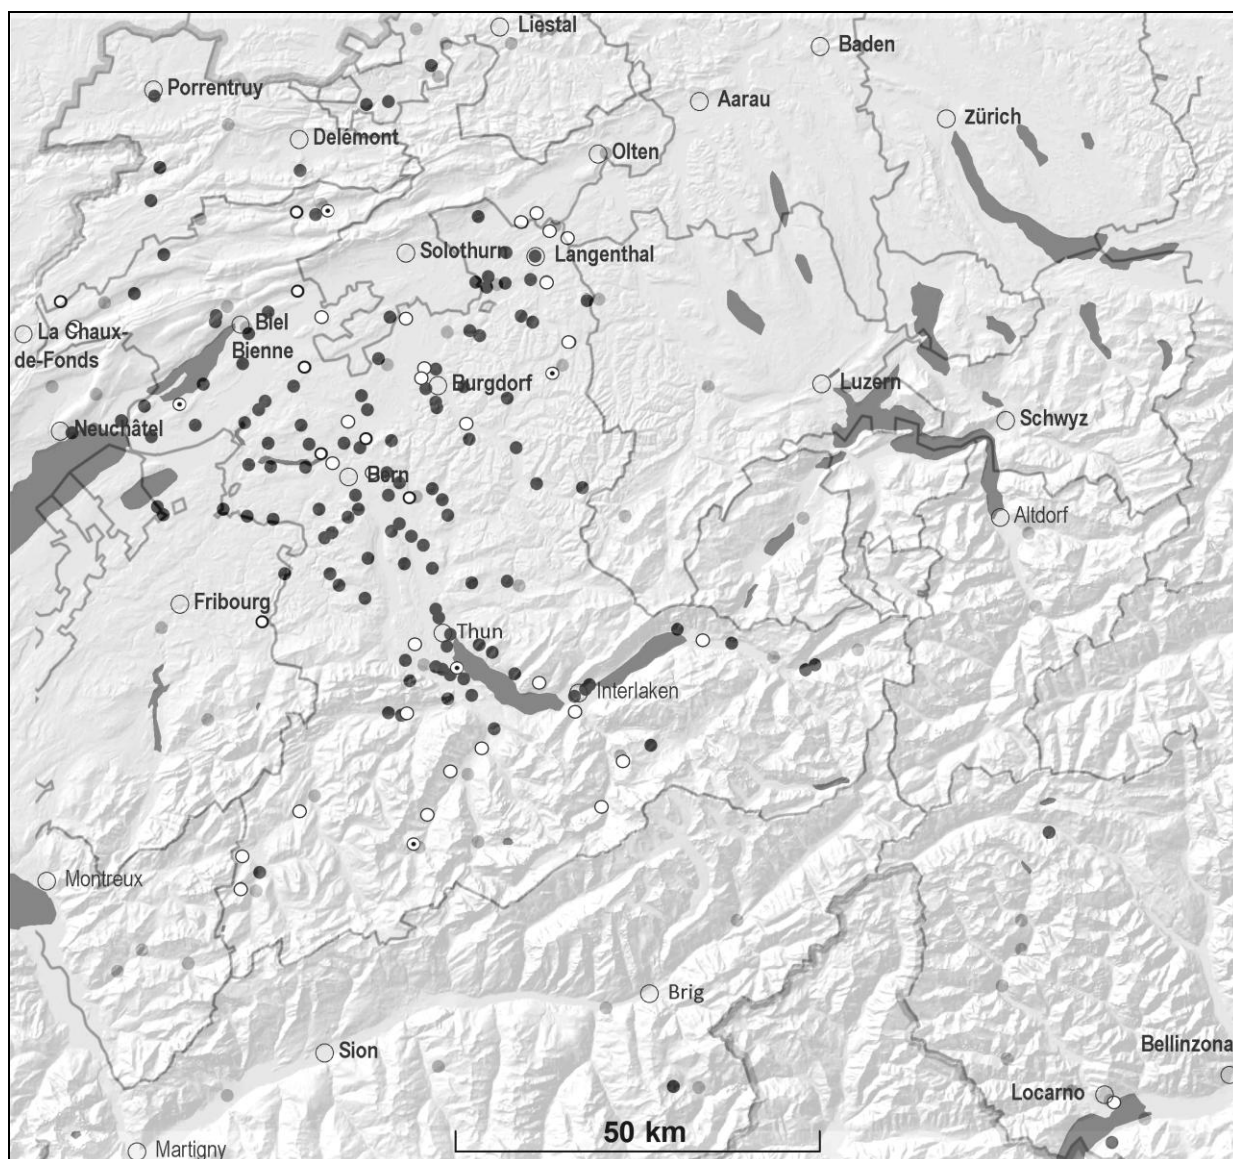 Liestal
Baden
Porrentruy
Aarau
Zürich
Delémont
Olten
Solothurn
Langenthal
La Chaux-
de-Fonds
Biel
Bienne
Burgdorf
Luzern
Schwyz
Neuchâtel
Bern
Altdorf
Fribourg
Thun
Interlaken
Montreux
Brig
Sion
Bellinzona
Locarno
50 km
Martigny